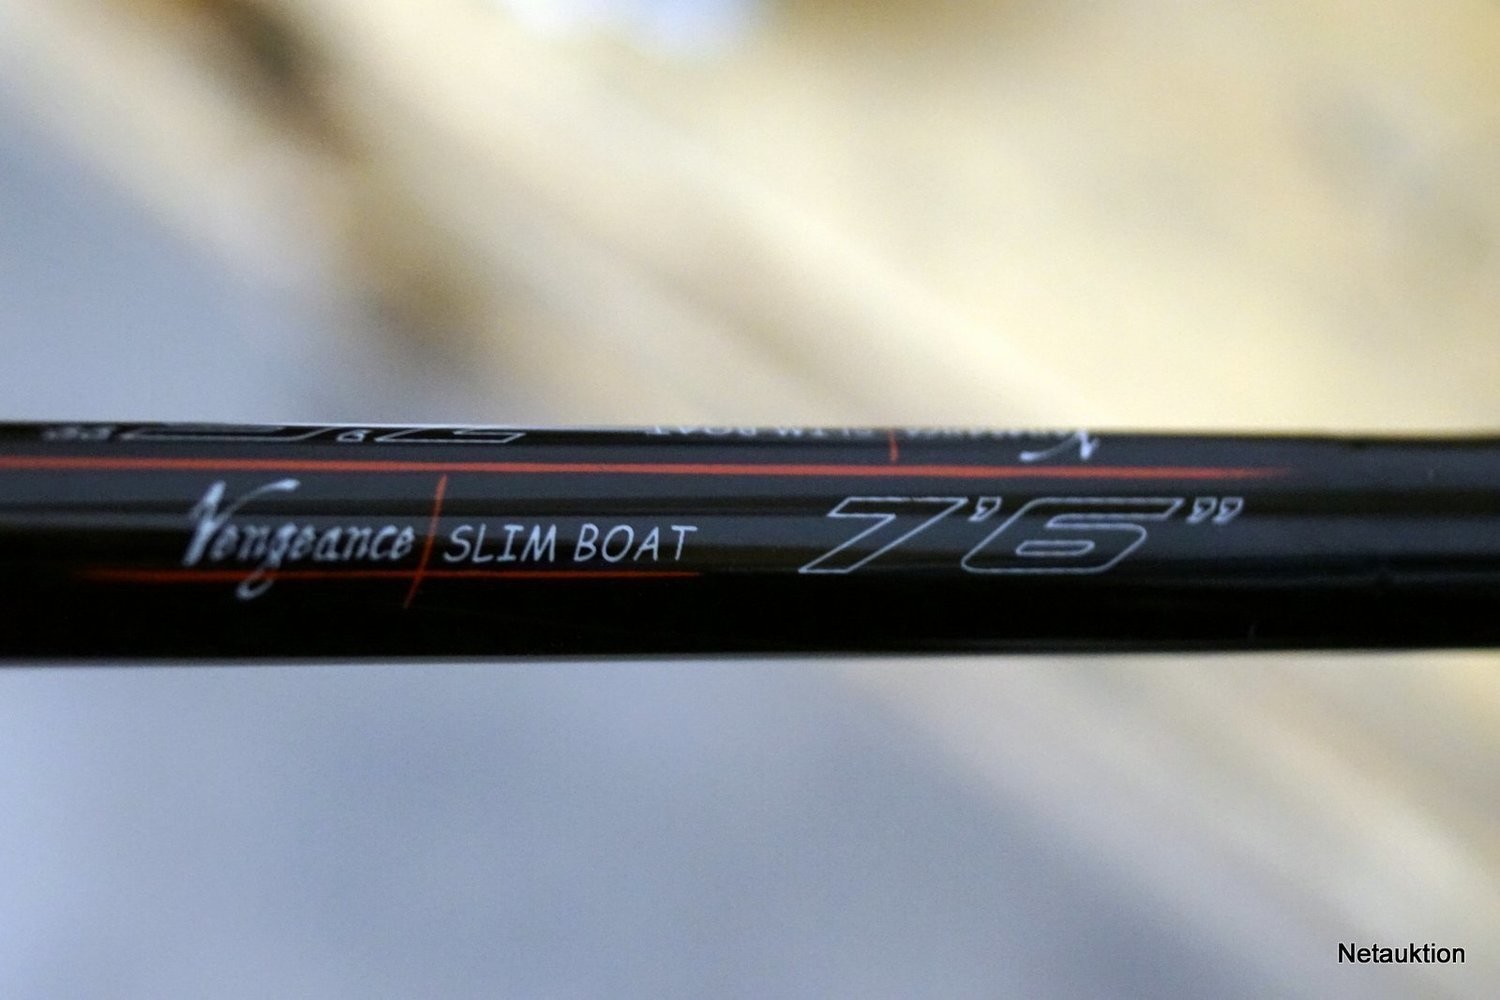 Vengeance SLIM BOAT 7'6"
Netauktion